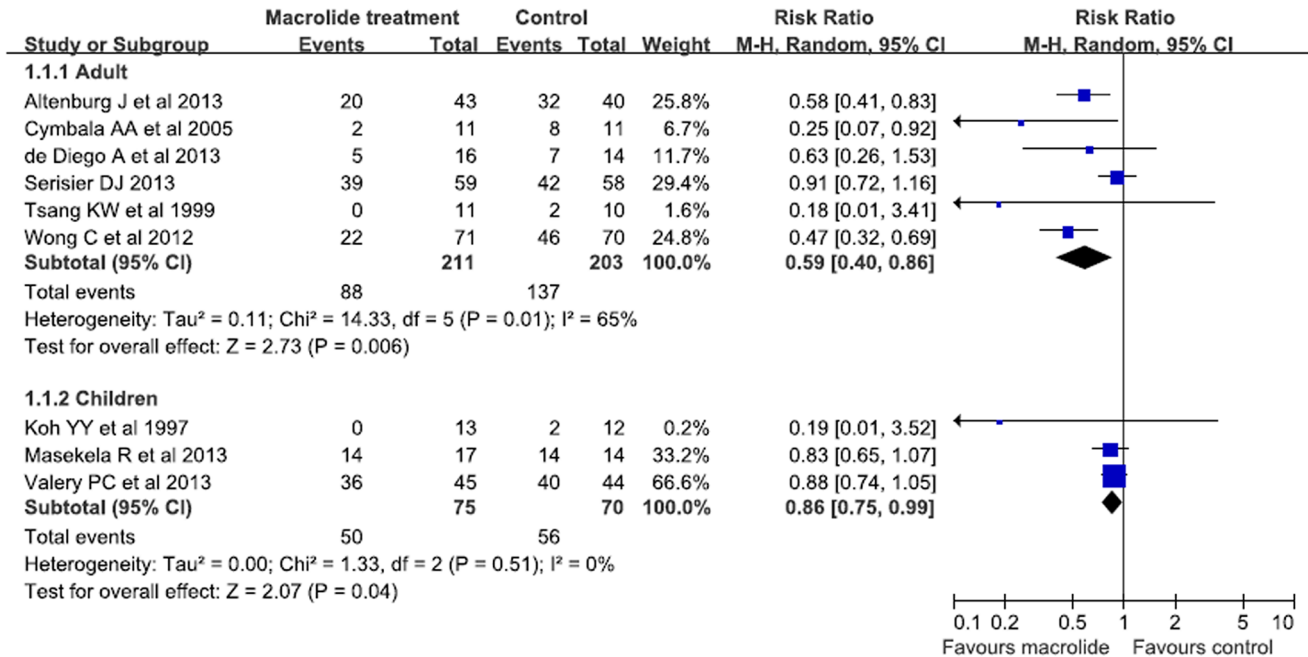 Macrolide treatment Control Risk Ratio Risk Ratio
Study or Subgroup Events Total Events Total Weight M-H, Random, 95% CI M-H, Random, 95% CI
1.1.1 Adult
Altenburg J et al 2013 20 43 32 40 25.8% 0.58 [0.41, 0.83]
Cymbala AA et al 2005 2 11 8 11 6.7% 0.25 [0.07, 0.92]
de Diego A et al 2013 5 16 7 14 11.7% 0.63 [0.26, 1.53]
Serisier DJ 2013 39 59 42 58 29.4% 0.91 [0.72, 1.16]
Tsang KW et al 1999 0 11 2 10 1.6% 0.18 [0.01, 3.41]
Wong C et al 2012 22 71 46 70 24.8% 0.47 [0.32, 0.69]
Subtotal (95% CI) 211 203 100.0% 0.59 [0.40, 0.86]
Total events 88 137
Heterogeneity: Tau² = 0.11; Chi² = 14.33, df = 5 (P = 0.01); I² = 65%
Test for overall effect: Z = 2.73 (P = 0.006)
1.1.2 Children
Koh YY et al 1997 0 13 2 12 0.2% 0.19 [0.01, 3.52]
Masekela R et al 2013 14 17 14 14 33.2% 0.83 [0.65, 1.07]
Valery PC et al 2013 36 45 40 44 66.6% 0.88 [0.74, 1.05]
Subtotal (95% CI) 75 70 100.0% 0.86 [0.75, 0.99]
Total events 50 56
Heterogeneity: Tau² = 0.00; Chi² = 1.33, df = 2 (P = 0.51); I² = 0%
Test for overall effect: Z = 2.07 (P = 0.04)
0.1 0.2 0.5 1 2 5 10
Favours macrolide Favours control